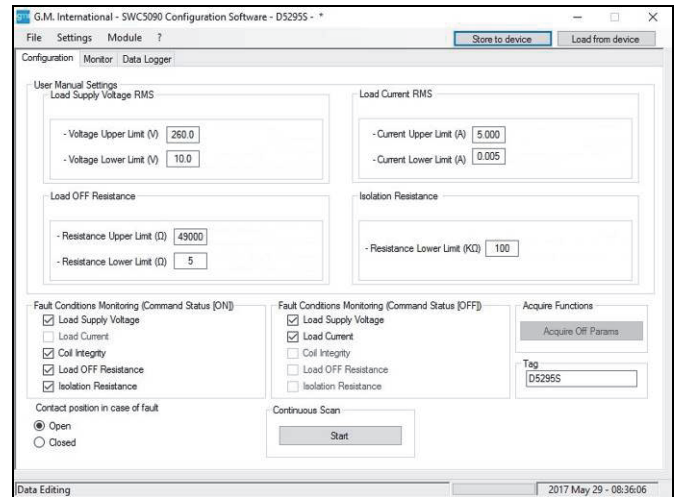 G.M. International - SWC5090 Configuration Software - D5295S - *
File Settings Module ?
Store to device Load from device
Configuration Monitor Data Logger
User Manual Settings
Load Supply Voltage RMS
- Voltage Upper Limit (V) 260.0
- Voltage Lower Limit (V) 10.0
Load Current RMS
- Current Upper Limit (A) 5.000
- Current Lower Limit (A) 0.005
Load OFF Resistance
- Resistance Upper Limit (Ω) 49000
- Resistance Lower Limit (Ω) 5
Isolation Resistance
- Resistance Lower Limit (KΩ) 100
Fault Conditions Monitoring (Command Status [ON])
Load Supply Voltage
Load Current
Coil Integrity
Load OFF Resistance
Isolation Resistance
Fault Conditions Monitoring (Command Status [OFF])
Load Supply Voltage
Load Current
Coil Integrity
Load OFF Resistance
Isolation Resistance
Acquire Functions
Acquire Off Params
Tag
D5295S
Contact position in case of fault
Open
Closed
Continuous Scan
Start
Data Editing
2017 May 29 - 08:36:06